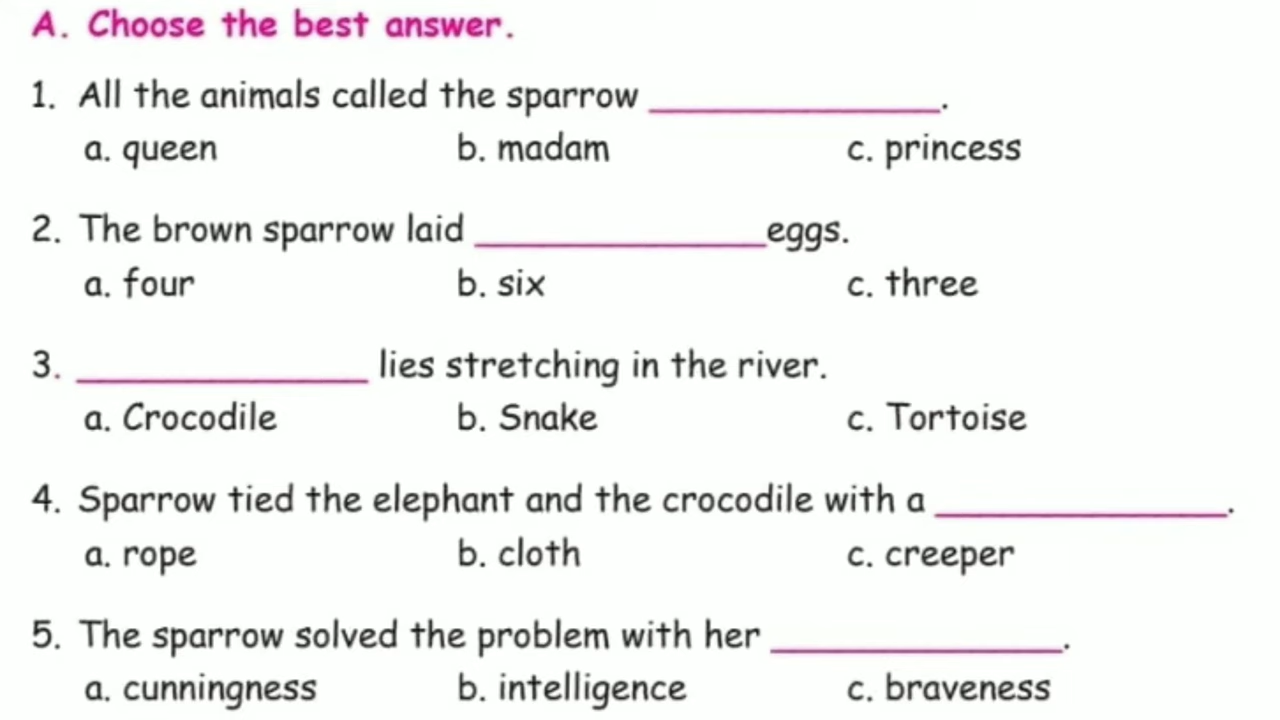 A. Choose the best answer.
1. All the animals called the sparrow ______________.
a. queen b. madam c. princess
2. The brown sparrow laid ______________eggs.
a. four b. six c. three
3. ______________ lies stretching in the river.
a. Crocodile b. Snake c. Tortoise
4. Sparrow tied the elephant and the crocodile with a ______________.
a. rope b. cloth c. creeper
5. The sparrow solved the problem with her ______________.
a. cunningness b. intelligence c. braveness